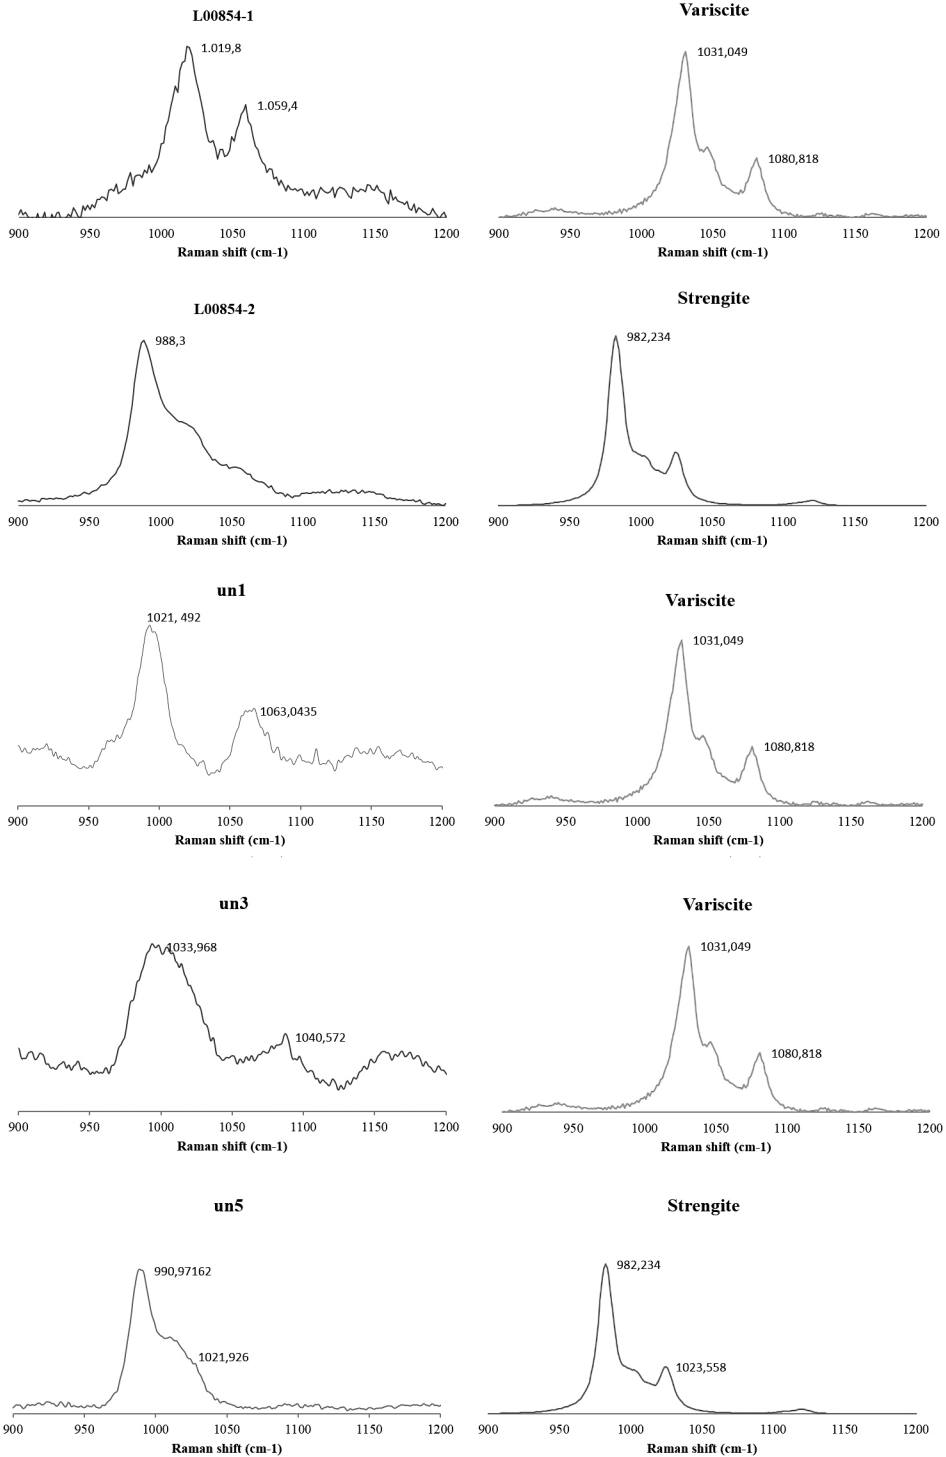 L00854-1
1.019,8
1.059,4
900 950 1000 1050 1100 1150 1200
Raman shift (cm-1)
Variscite
1031,049
1080,818
900 950 1000 1050 1100 1150 1200
Raman shift (cm-1)
L00854-2
988,3
900 950 1000 1050 1100 1150 1200
Raman shift (cm-1)
Strengite
982,234
900 950 1000 1050 1100 1150 1200
Raman shift (cm-1)
un1
1021, 492
1063,0435
900 950 1000 1050 1100 1150 1200
Raman shift (cm-1)
Variscite
1031,049
1080,818
900 950 1000 1050 1100 1150 1200
Raman shift (cm-1)
un3
1033,968
1040,572
900 950 1000 1050 1100 1150 1200
Raman shift (cm-1)
Variscite
1031,049
1080,818
900 950 1000 1050 1100 1150 1200
Raman shift (cm-1)
un5
990,97162
1021,926
900 950 1000 1050 1100 1150 1200
Raman shift (cm-1)
Strengite
982,234
1023,558
900 950 1000 1050 1100 1150 1200
Raman shift (cm-1)